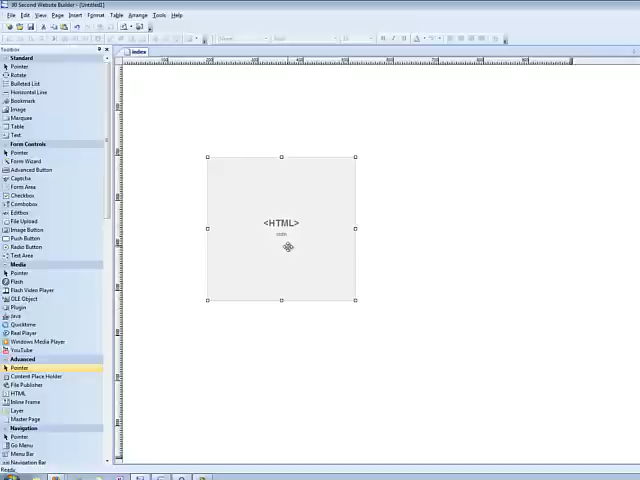 30 Second Website Builder - [Untitled1]
File Edit View Page Insert Format Table Arrange Tools Help
Toolbox
index
Standard
Pointer
Rotate
Bulleted List
Horizontal Line
Bookmark
Image
Marquee
Table
Text
Form Controls
Pointer
Form Wizard
Advanced Button
Captcha
Form Area
Checkbox
Combobox
Editbox
File Upload
Image Button
Push Button
Radio Button
Text Area
Media
Pointer
Flash
Flash Video Player
OLE Object
Plugin
Java
Quicktime
Real Player
Windows Media Player
YouTube
Advanced
Pointer
Content Place Holder
File Publisher
HTML
Inline Frame
Layer
Master Page
Navigation
Pointer
Go Menu
Menu Bar
Navigation Bar
<HTML>
Ready